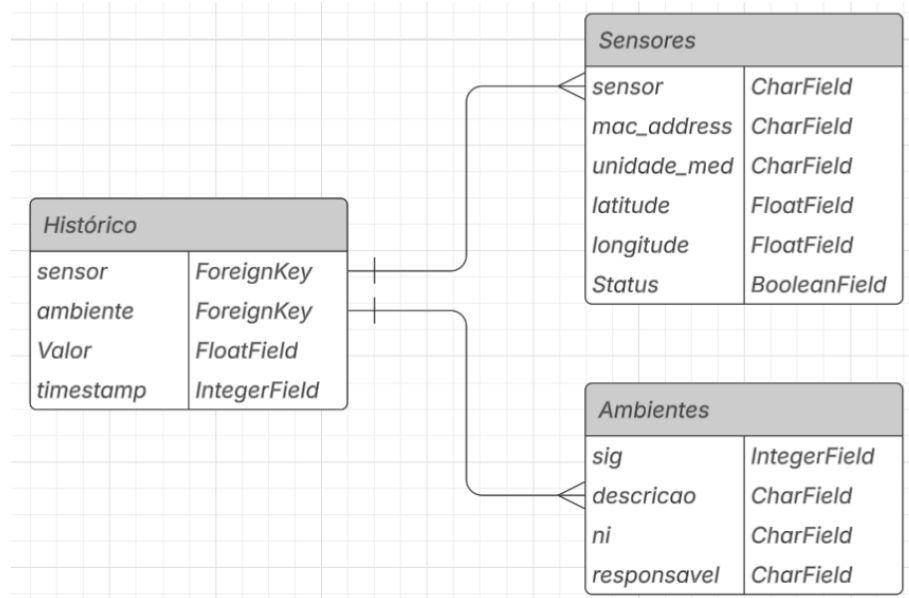 Sensores
sensor CharField
mac_address CharField
unidade_med CharField
latitude FloatField
longitude FloatField
Status BooleanField
Histórico
sensor ForeignKey
ambiente ForeignKey
Valor FloatField
timestamp IntegerField
Ambientes
sig IntegerField
descricao CharField
ni CharField
responsavel CharField